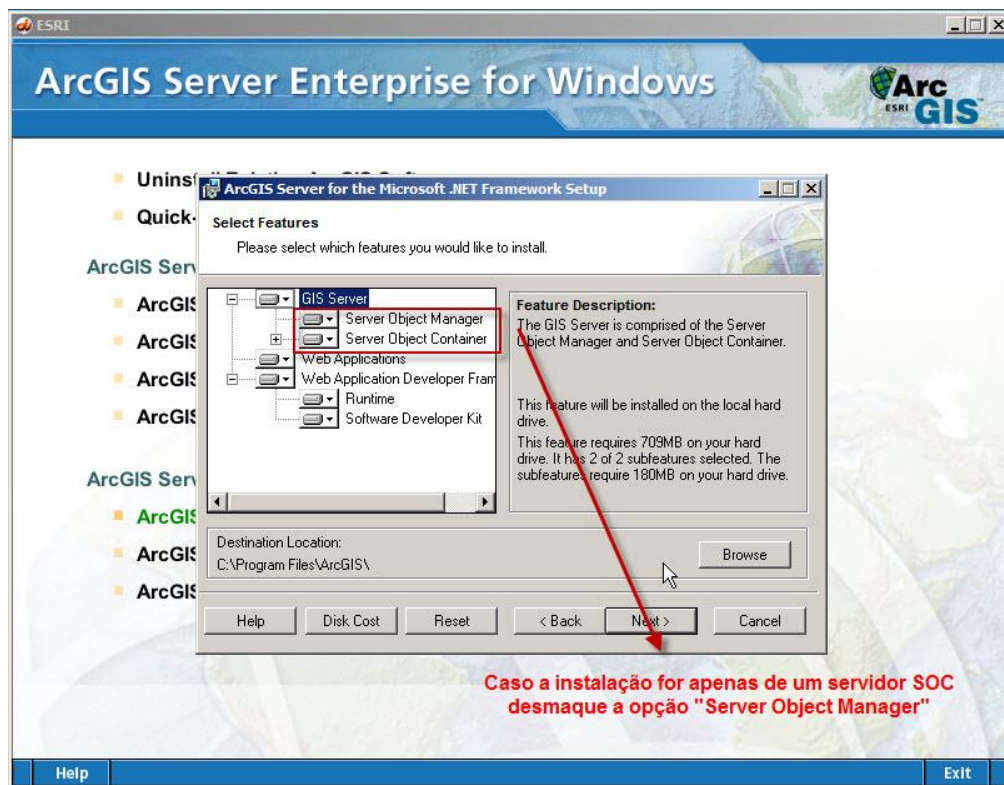 ESRI
ArcGIS Server Enterprise for Windows
Arc
ESRI GIS
Quick-
ArcGIS Serv
ArcGIS
ArcGIS
ArcGIS
ArcGIS
ArcGIS Serv
ArcGIS
ArcGIS
ArcGIS
ArcGIS Server for the Microsoft .NET Framework Setup
Select Features
Please select which features you would like to install.
GIS Server
Server Object Manager
Server Object Container
Web Applications
Web Application Developer Fram
Runtime
Software Developer Kit
Feature Description:
The GIS Server is comprised of the Server
Object Manager and Server Object Container.
This feature will be installed on the local hard
drive.
This feature requires 709MB on your hard
drive. It has 2 of 2 subfeatures selected. The
subfeatures require 180MB on your hard drive.
Destination Location:
C:\Program Files\ArcGIS\
Browse
Help
Disk Cost
Reset
< Back
Next >
Cancel
Caso a instalação for apenas de um servidor SOC
desmaque a opção "Server Object Manager"
Help
Exit